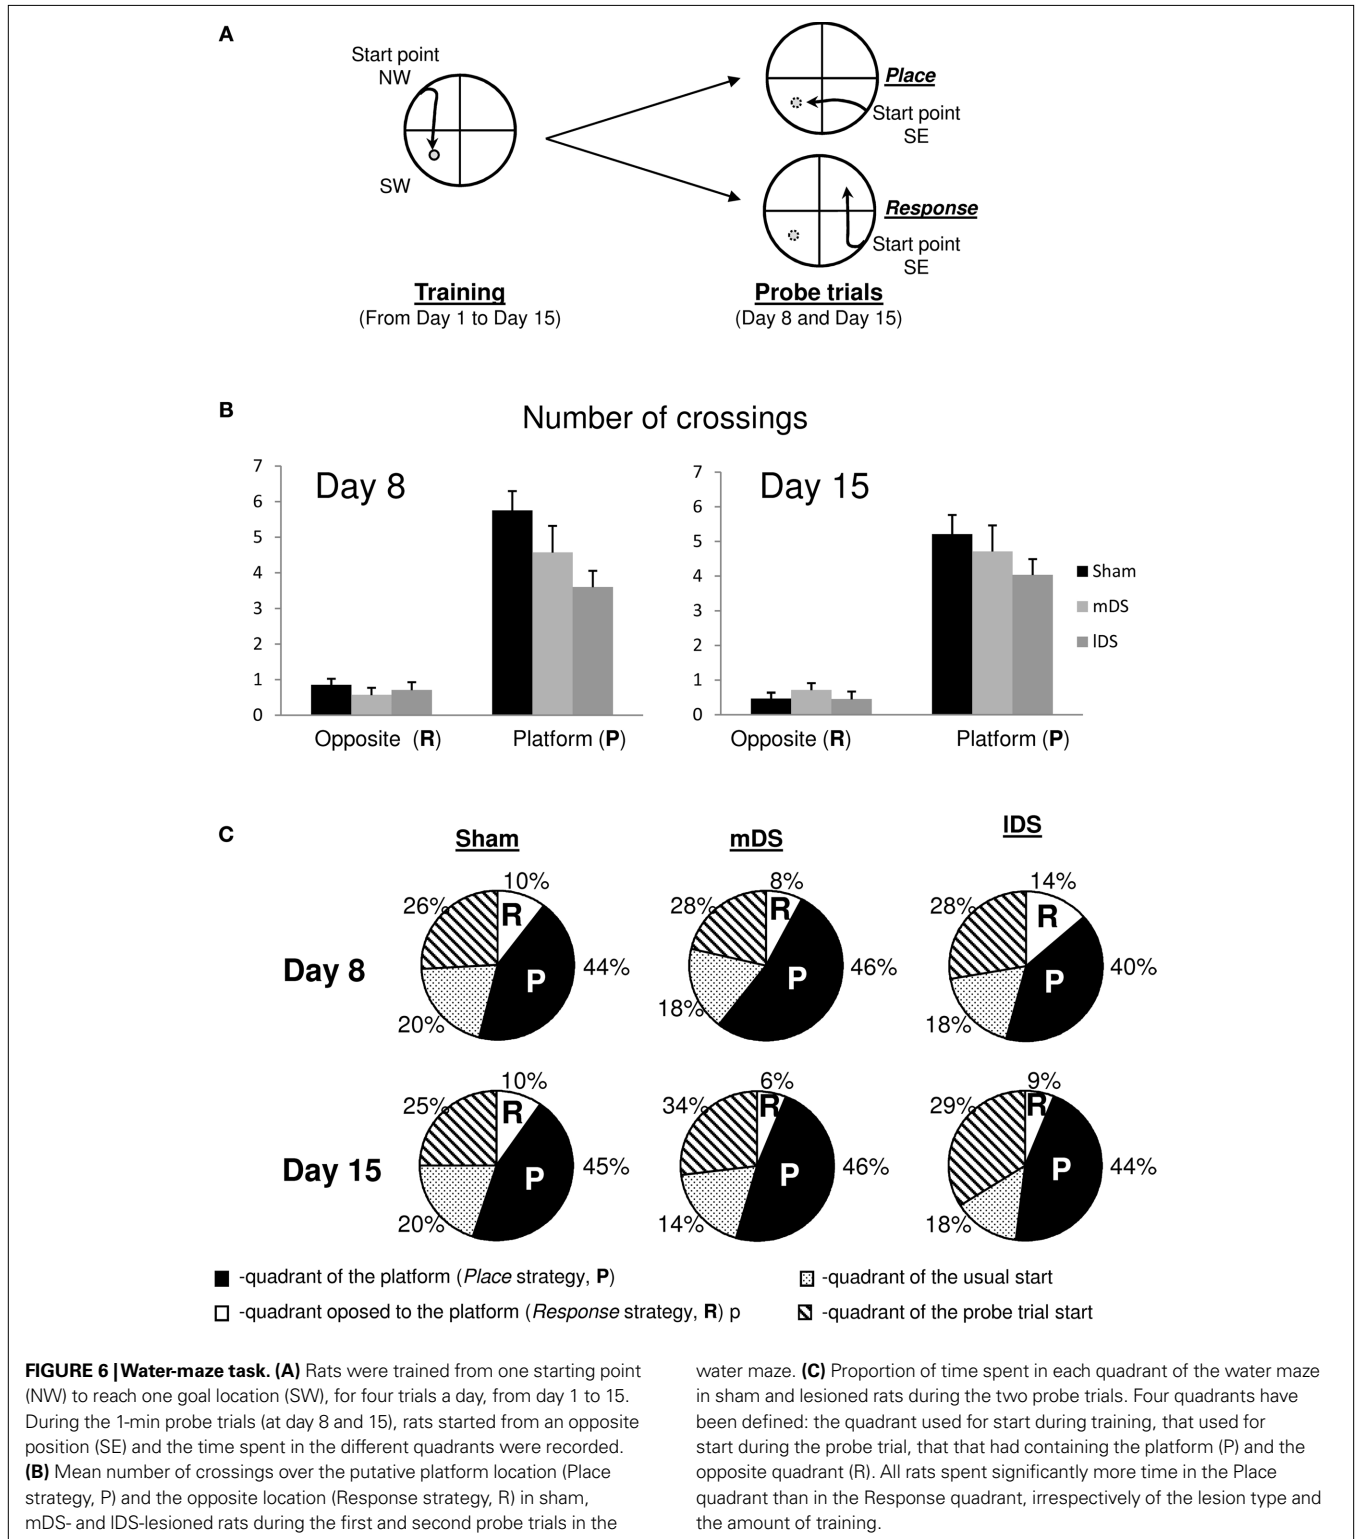 A
Start point
NW
SW
Place
Start point
SE
Response
Start point
SE
Training
(From Day 1 to Day 15)
Probe trials
(Day 8 and Day 15)
B
Number of crossings
Day 8
7
6
5
4
3
2
1
0
Opposite (R)
Platform (P)
Day 15
7
6
5
4
3
2
1
0
Opposite (R)
Platform (P)
Sham
mDS
lDS
C
Sham
mDS
lDS
Day 8
10%
26%
R
P
44%
20%
8%
28%
R
P
46%
18%
14%
28%
R
P
40%
18%
Day 15
10%
25%
R
P
45%
20%
6%
34%
R
P
46%
14%
9%
29%
R
P
44%
18%
-quadrant of the platform (Place strategy, P)
-quadrant of the usual start
-quadrant oposed to the platform (Response strategy, R) p
-quadrant of the probe trial start
FIGURE 6 | Water-maze task. (A) Rats were trained from one starting point
(NW) to reach one goal location (SW), for four trials a day, from day 1 to 15.
During the 1-min probe trials (at day 8 and 15), rats started from an opposite
position (SE) and the time spent in the different quadrants were recorded.
(B) Mean number of crossings over the putative platform location (Place
strategy, P) and the opposite location (Response strategy, R) in sham,
mDS- and lDS-lesioned rats during the first and second probe trials in the
water maze. (C) Proportion of time spent in each quadrant of the water maze
in sham and lesioned rats during the two probe trials. Four quadrants have
been defined: the quadrant used for start during training, that used for
start during the probe trial, that that had containing the platform (P) and the
opposite quadrant (R). All rats spent significantly more time in the Place
quadrant than in the Response quadrant, irrespectively of the lesion type and
the amount of training.